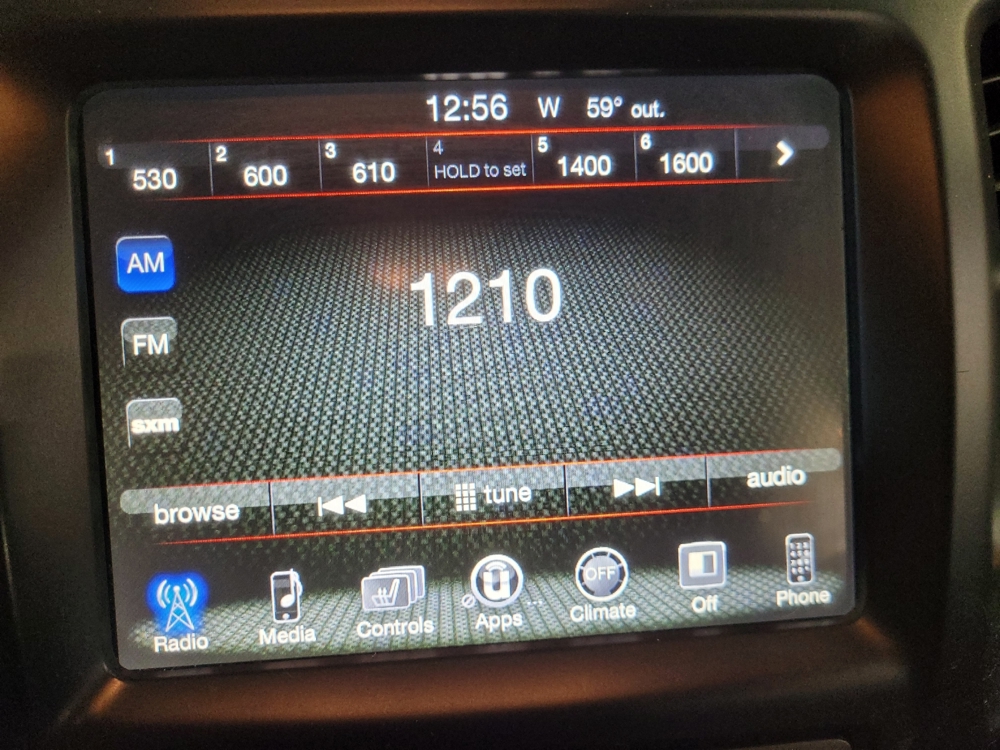 12:56 W 59° out.
1 2 3 4 5 6
530 600 610 HOLD to set 1400 1600
AM
1210
FM
sxm
browse tune audio
OFF
Radio Media Controls Apps Climate Off Phone